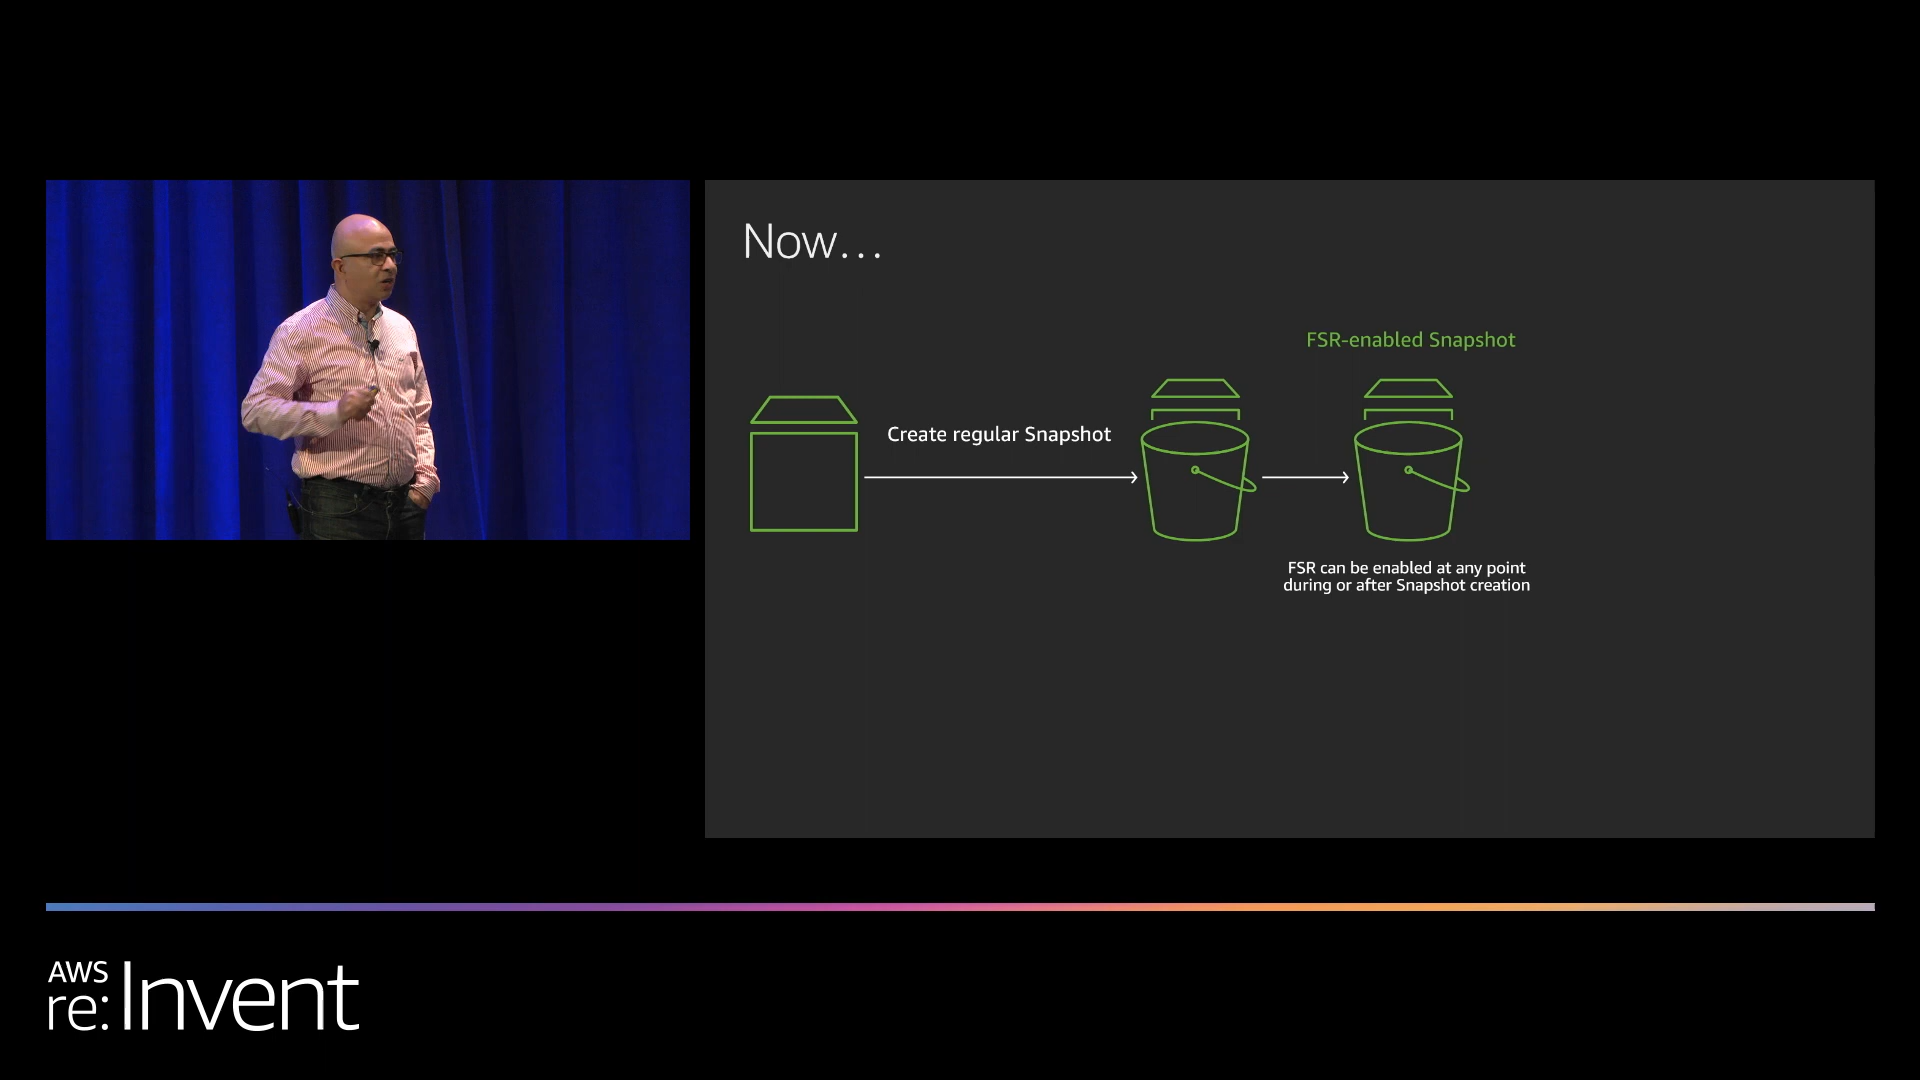 Now...
FSR-enabled Snapshot
Create regular Snapshot
FSR can be enabled at any point
during or after Snapshot creation
AWS
re:Invent